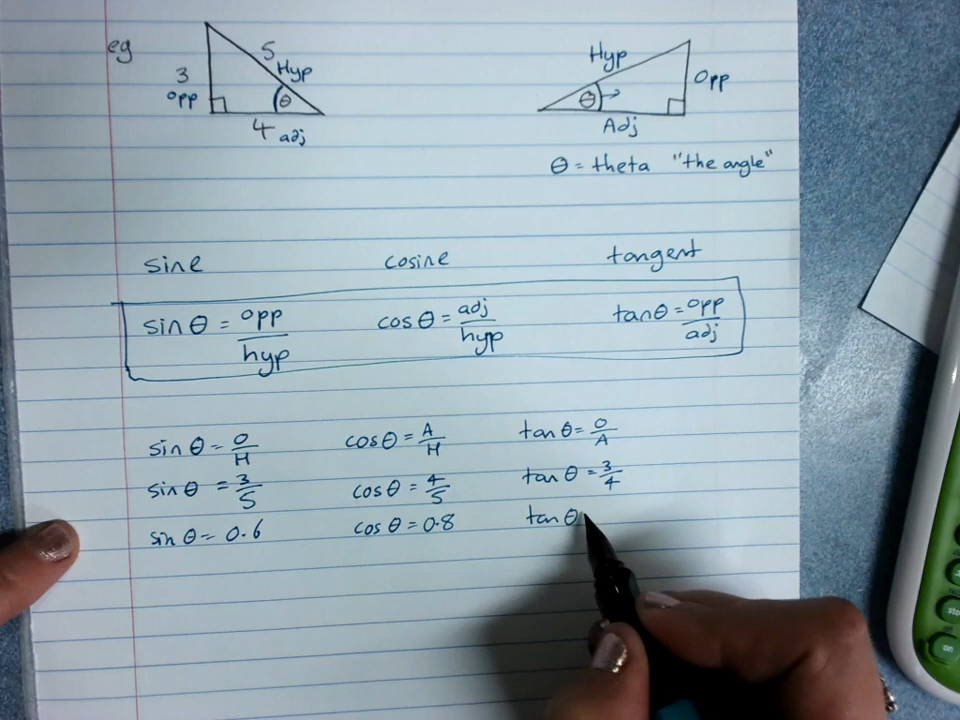 eg
5
Hyp
3
opp
θ
4 adj
Hyp
Opp
θ
Adj
θ = theta "the angle"
sine cosine tangent
sin θ = opp/hyp cos θ = adj/hyp tan θ = opp/adj
sin θ = O/H cos θ = A/H tan θ = O/A
sin θ = 3/5 cos θ = 4/5 tan θ = 3/4
sin θ = 0.6 cos θ = 0.8 tan θ
on